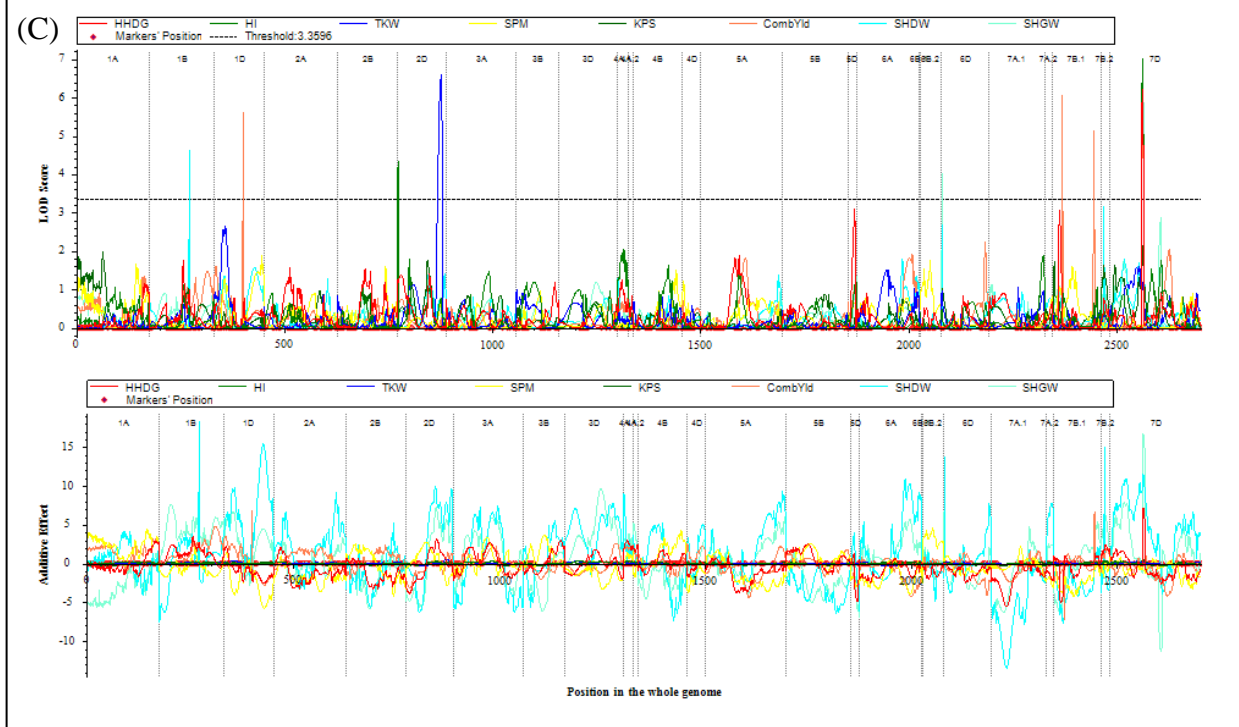 (C)
HHDG HI TKW SPM KPS CombYld SHDW SHGW
Markers' Position Threshold:3.3596
7 1A 1B 1D 2A 2B 2D 3A 3B 3D 4B 4D 5A 5B 5D 6A 6D 7A.1 7A.2 7B.1 7B.2 7D
6
5
4
3
2
1
0
LOD Score
0 500 1000 1500 2000 2500
HHDG HI TKW SPM KPS CombYld SHDW SHGW
Markers' Position
1A 1B 1D 2A 2B 2D 3A 3B 3D 4B 4D 5A 5B 5D 6A 6D 7A.1 7A.2 7B.1 7B.2 7D
15
10
5
0
-5
-10
Additive Effect
0 500 1000 1500 2000 2500
Position in the whole genome